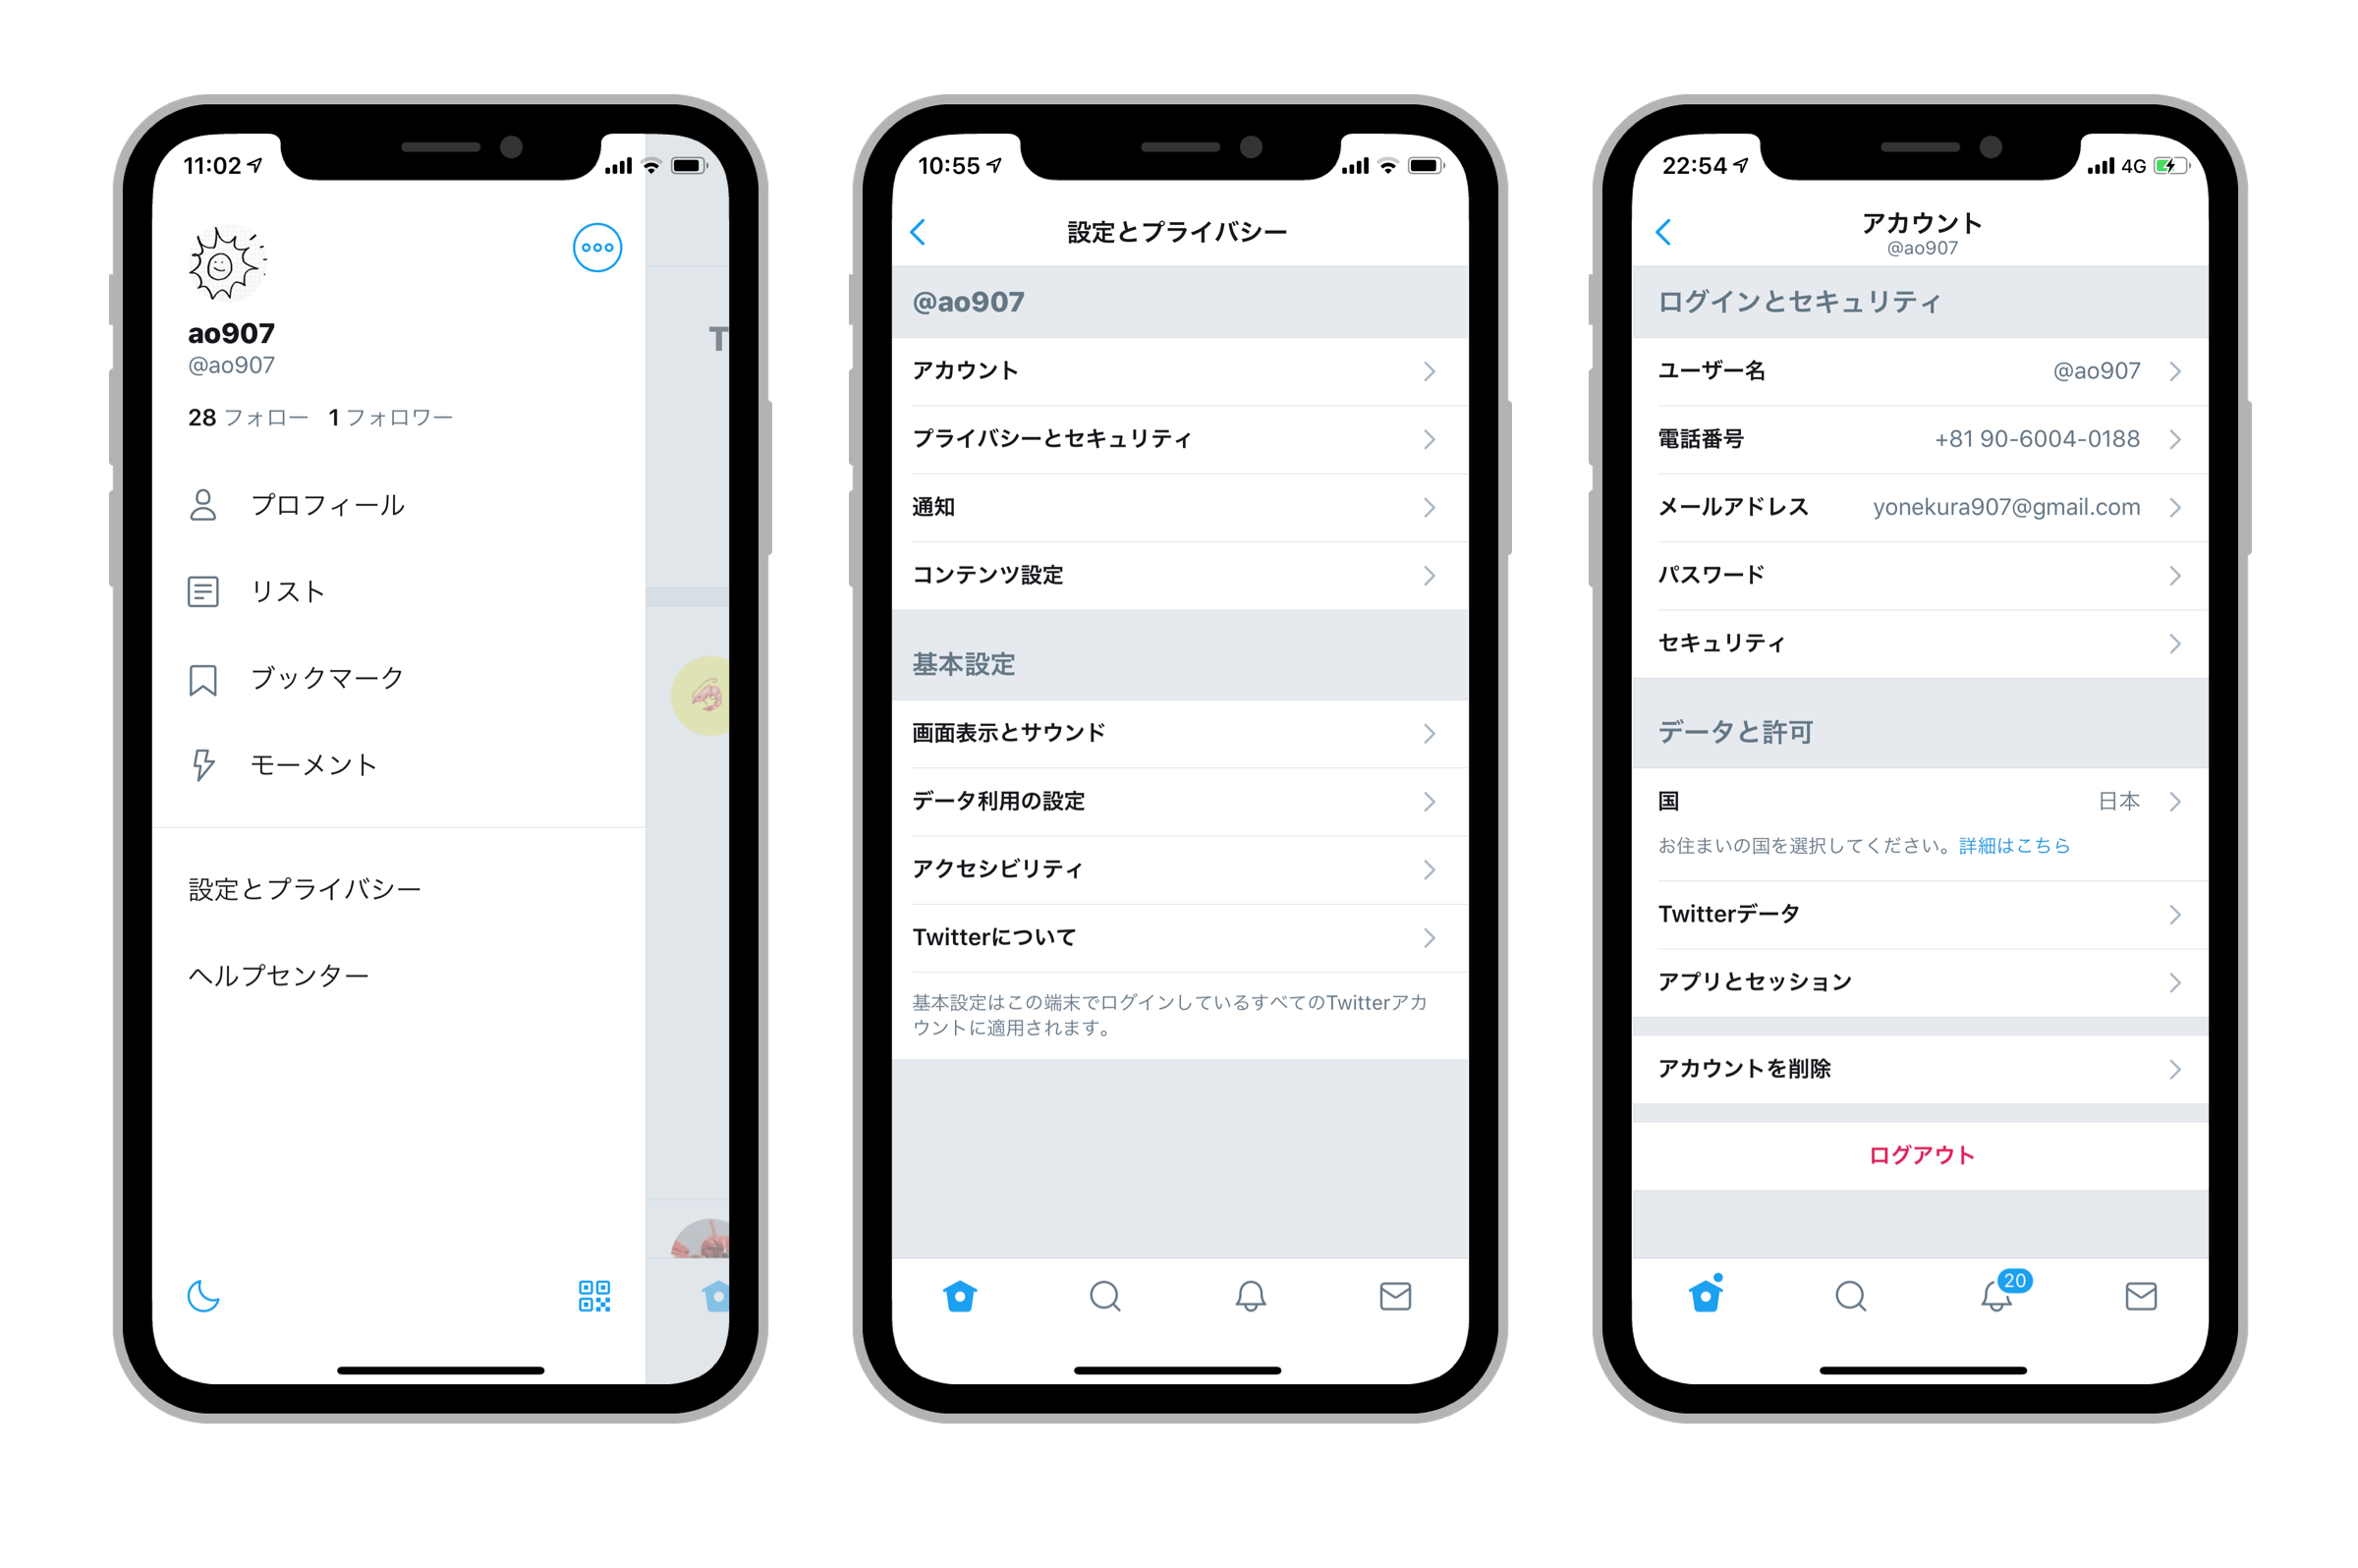 11:02
ao907
@ao907
28 フォロー 1 フォロワー
プロフィール
リスト
ブックマーク
モーメント
設定とプライバシー
ヘルプセンター
T
10:55
設定とプライバシー
@ao907
アカウント
プライバシーとセキュリティ
通知
コンテンツ設定
基本設定
画面表示とサウンド
データ利用の設定
アクセシビリティ
Twitterについて
基本設定はこの端末でログインしているすべてのTwitterアカ
ウントに適用されます。
22:54 4G
アカウント
@ao907
ログインとセキュリティ
ユーザー名 @ao907
電話番号 +81 90-6004-0188
メールアドレス yonekura907@gmail.com
パスワード
セキュリティ
データと許可
国 日本
お住まいの国を選択してください。詳細はこちら
Twitterデータ
アプリとセッション
アカウントを削除
ログアウト
20